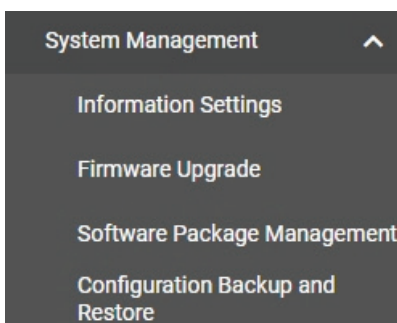 System Management
Information Settings
Firmware Upgrade
Software Package Management
Configuration Backup and
Restore